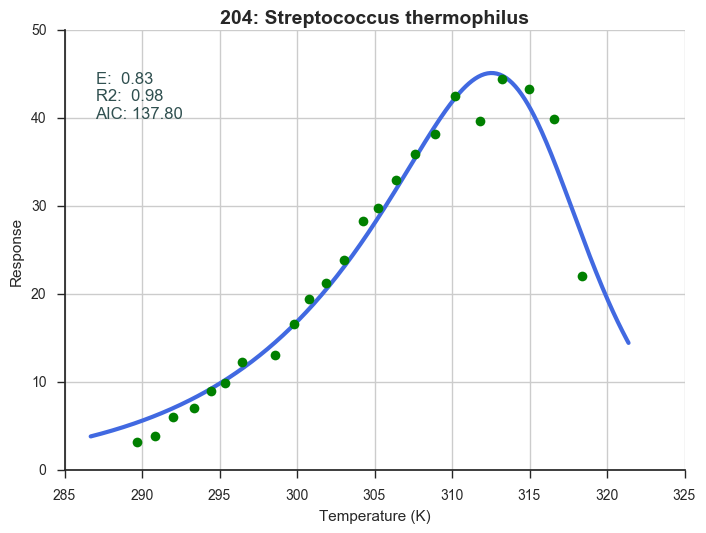 204: Streptococcus thermophilus
50
40
30
20
10
0
E:  0.83
R2:  0.98
AIC: 137.80
Response
285 290 295 300 305 310 315 320 325
Temperature (K)